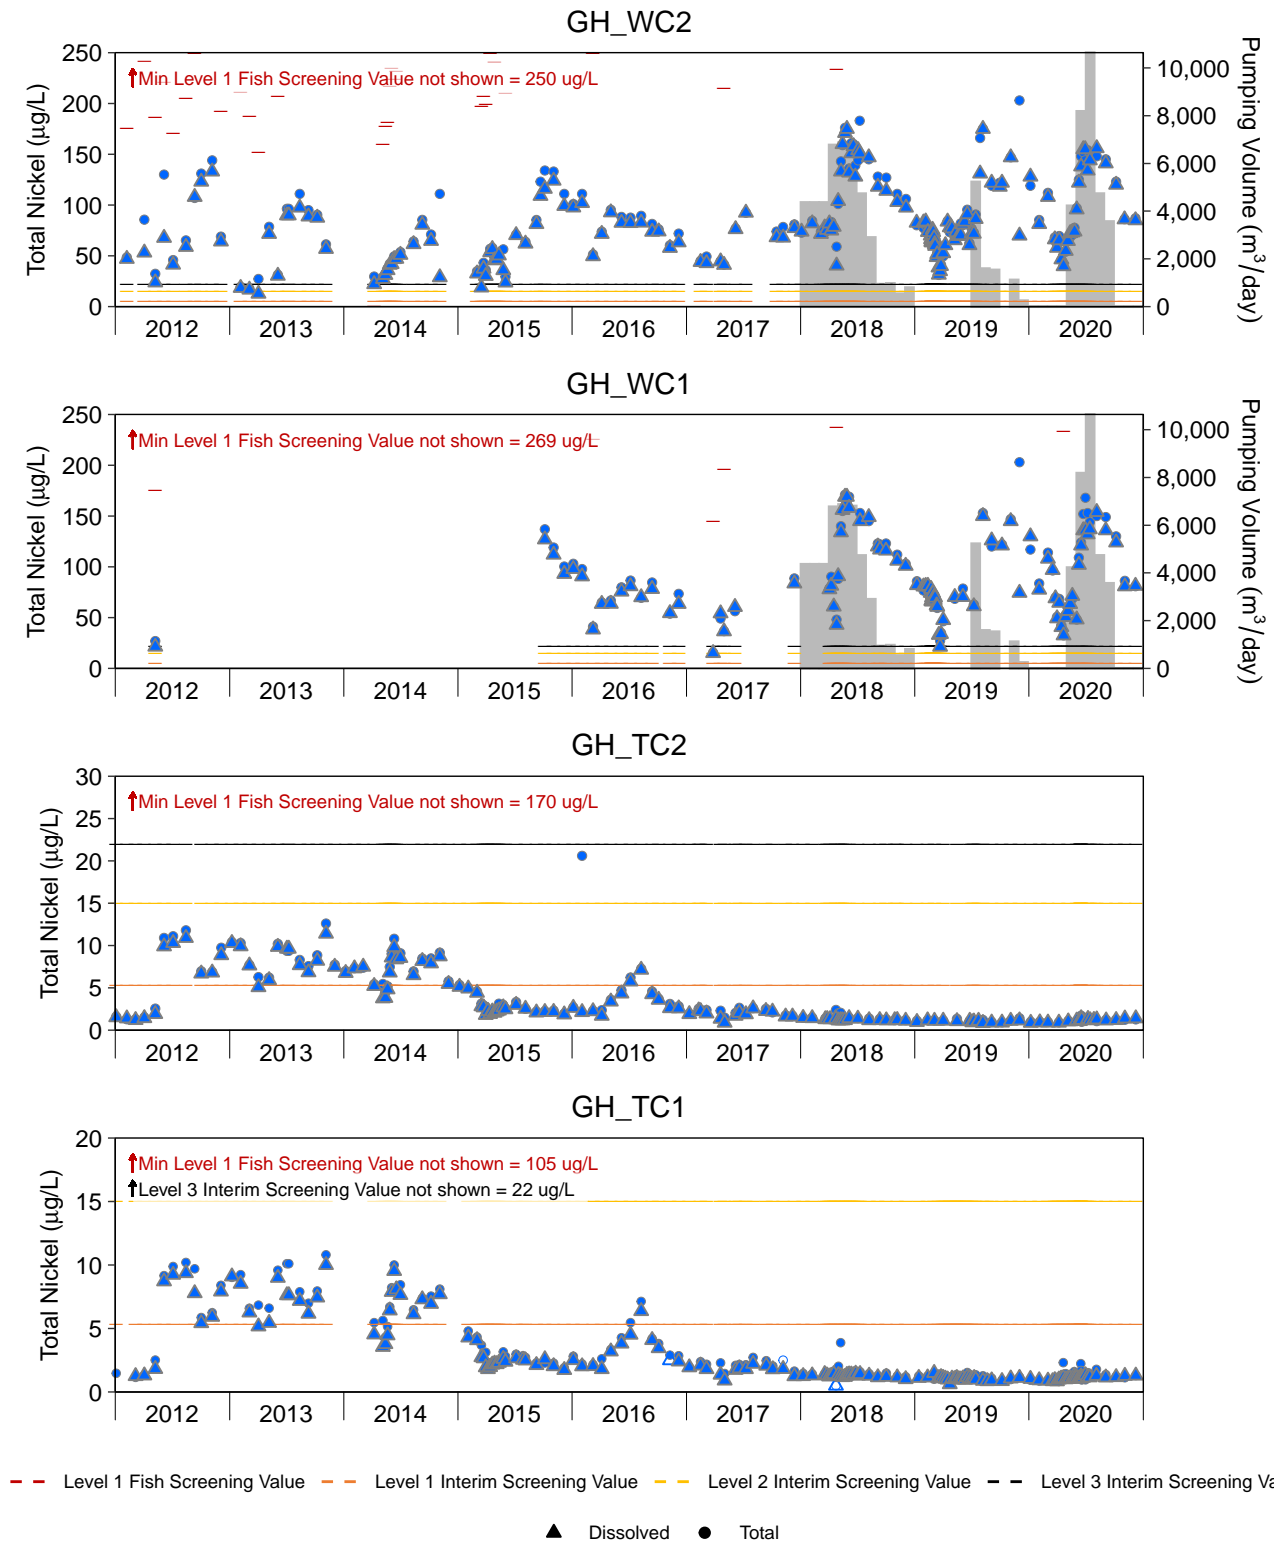 GH_WC2
Total Nickel (µg/L)
Pumping Volume (m³/day)
250
200
150
100
50
0
10,000
8,000
6,000
4,000
2,000
0
Min Level 1 Fish Screening Value not shown = 250 ug/L
2012 2013 2014 2015 2016 2017 2018 2019 2020
GH_WC1
Total Nickel (µg/L)
Pumping Volume (m³/day)
250
200
150
100
50
0
10,000
8,000
6,000
4,000
2,000
0
Min Level 1 Fish Screening Value not shown = 269 ug/L
2012 2013 2014 2015 2016 2017 2018 2019 2020
GH_TC2
Total Nickel (µg/L)
30
25
20
15
10
5
0
Min Level 1 Fish Screening Value not shown = 170 ug/L
2012 2013 2014 2015 2016 2017 2018 2019 2020
GH_TC1
Total Nickel (µg/L)
20
15
10
5
0
Min Level 1 Fish Screening Value not shown = 105 ug/L
Level 3 Interim Screening Value not shown = 22 ug/L
2012 2013 2014 2015 2016 2017 2018 2019 2020
Level 1 Fish Screening Value Level 1 Interim Screening Value Level 2 Interim Screening Value Level 3 Interim Screening
Dissolved Total